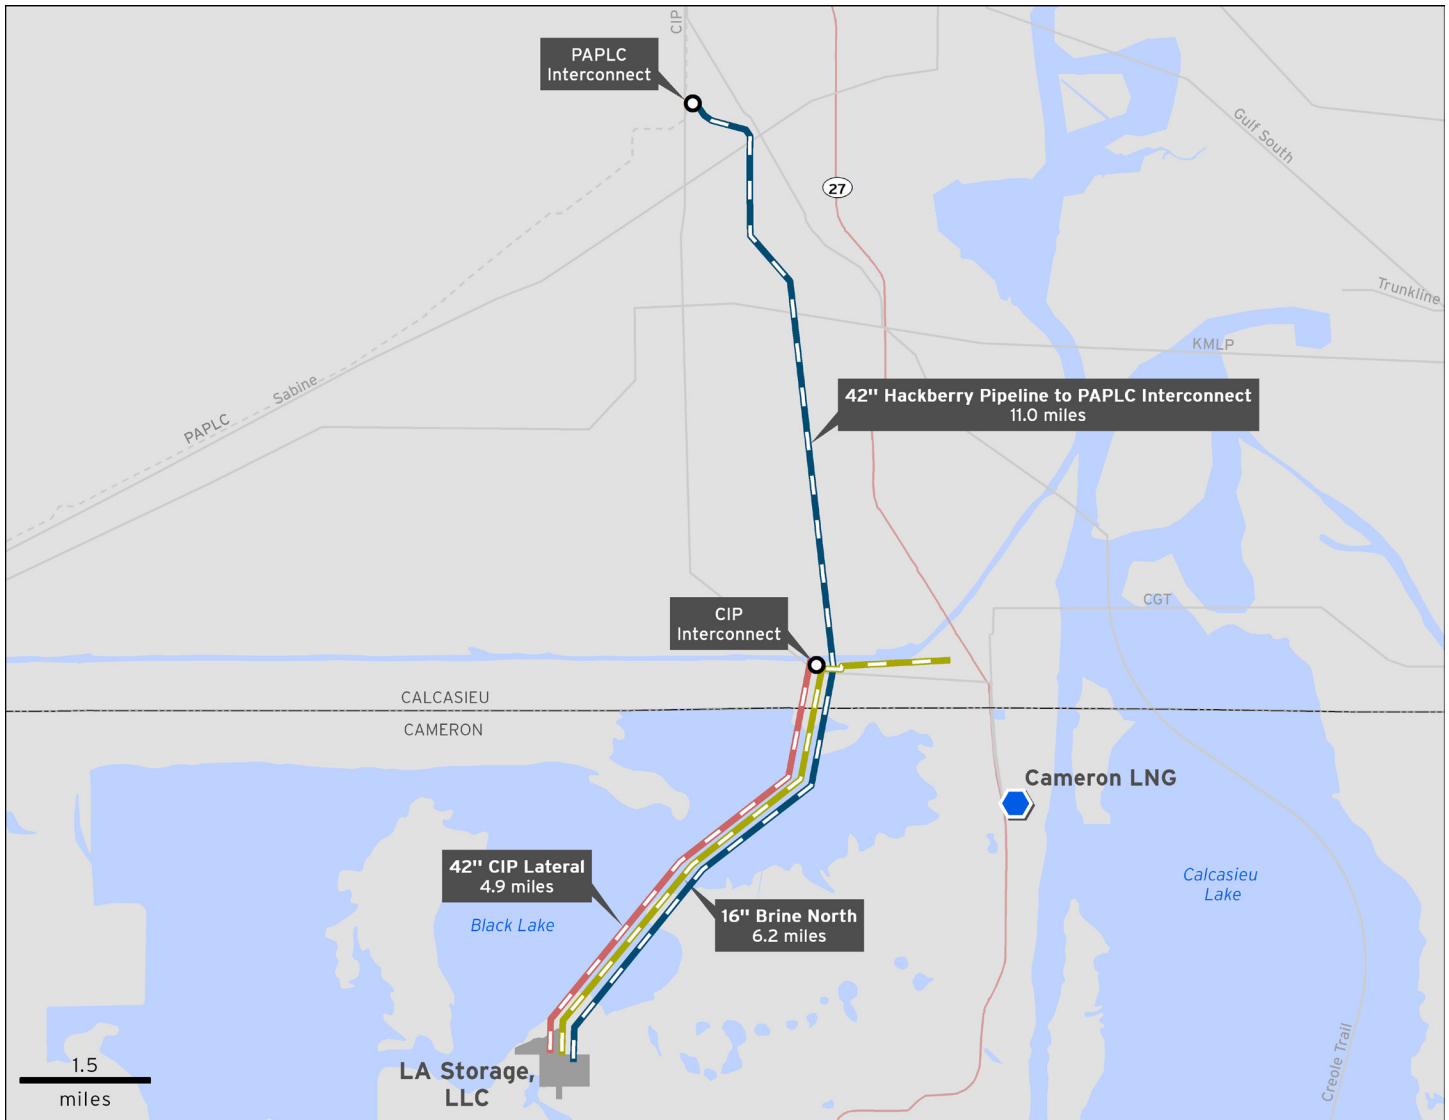 CIP
PAPLC
Interconnect
Gulf South
27
Trunkline
KMLP
Sabine
PAPLC
42" Hackberry Pipeline to PAPLC Interconnect
11.0 miles
CGT
CIP
Interconnect
CALCASIEU
CAMERON
Cameron LNG
42" CIP Lateral
4.9 miles
Calcasieu
Lake
16" Brine North
6.2 miles
Black Lake
Creole Trail
LA Storage,
LLC
1.5
miles